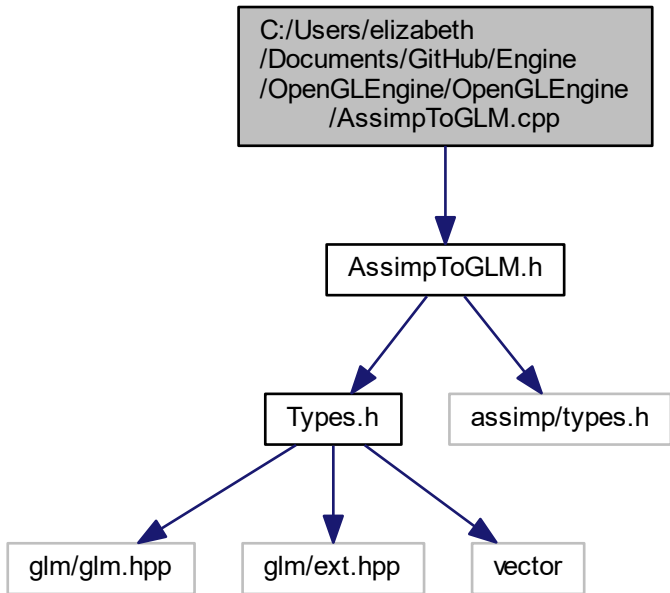 C:/Users/elizabeth
/Documents/GitHub/Engine
/OpenGLEngine/OpenGLEngine
/AssimpToGLM.cpp
AssimpToGLM.h
Types.h
assimp/types.h
glm/glm.hpp
glm/ext.hpp
vector